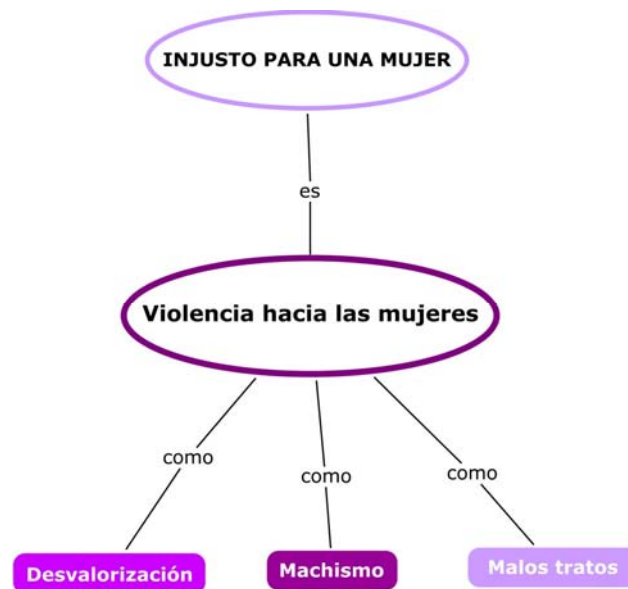 INJUSTO PARA UNA MUJER
es
Violencia hacia las mujeres
como
como
como
Desvalorización
Machismo
Malos tratos